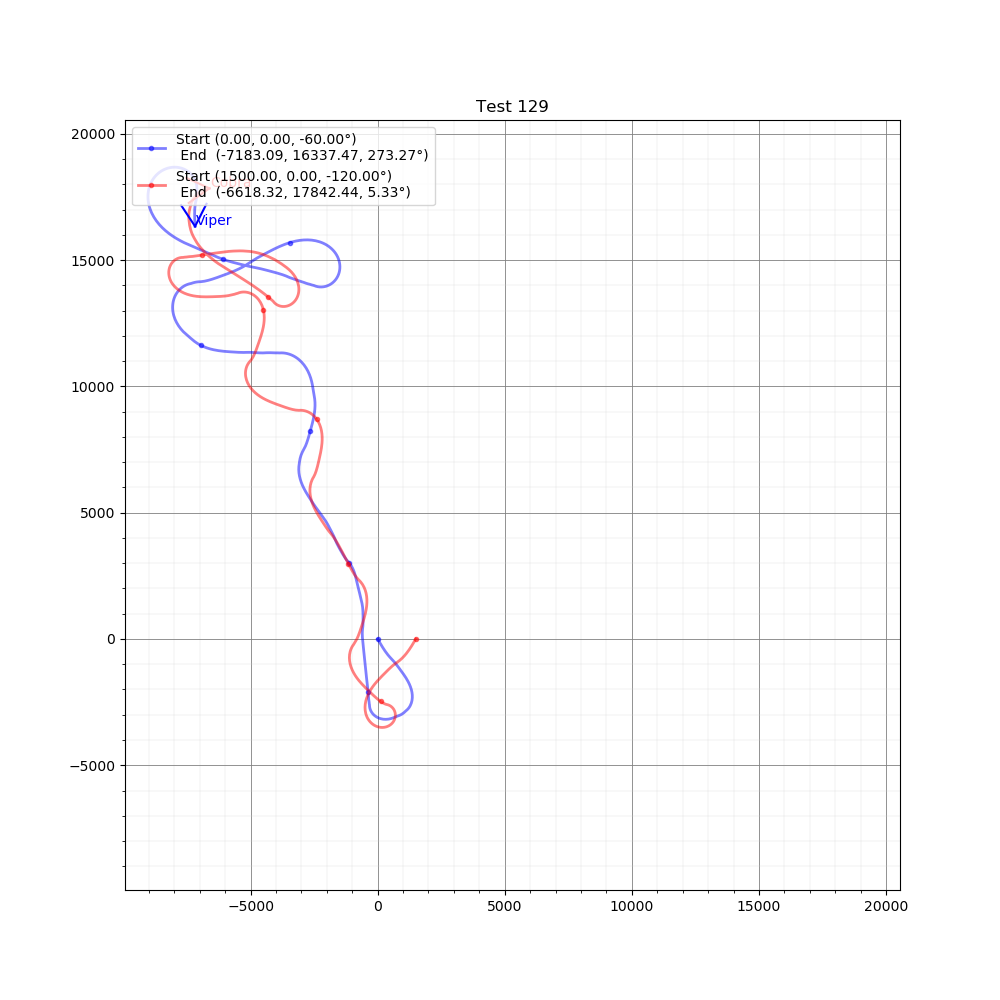 Test 129
Start (0.00, 0.00, -60.00°)
End (-7183.09, 16337.47, 273.27°)
Start (1500.00, 0.00, -120.00°)
End (-6618.32, 17842.44, 5.33°)
Viper
20000
15000
10000
5000
0
−5000
−5000
0
5000
10000
15000
20000